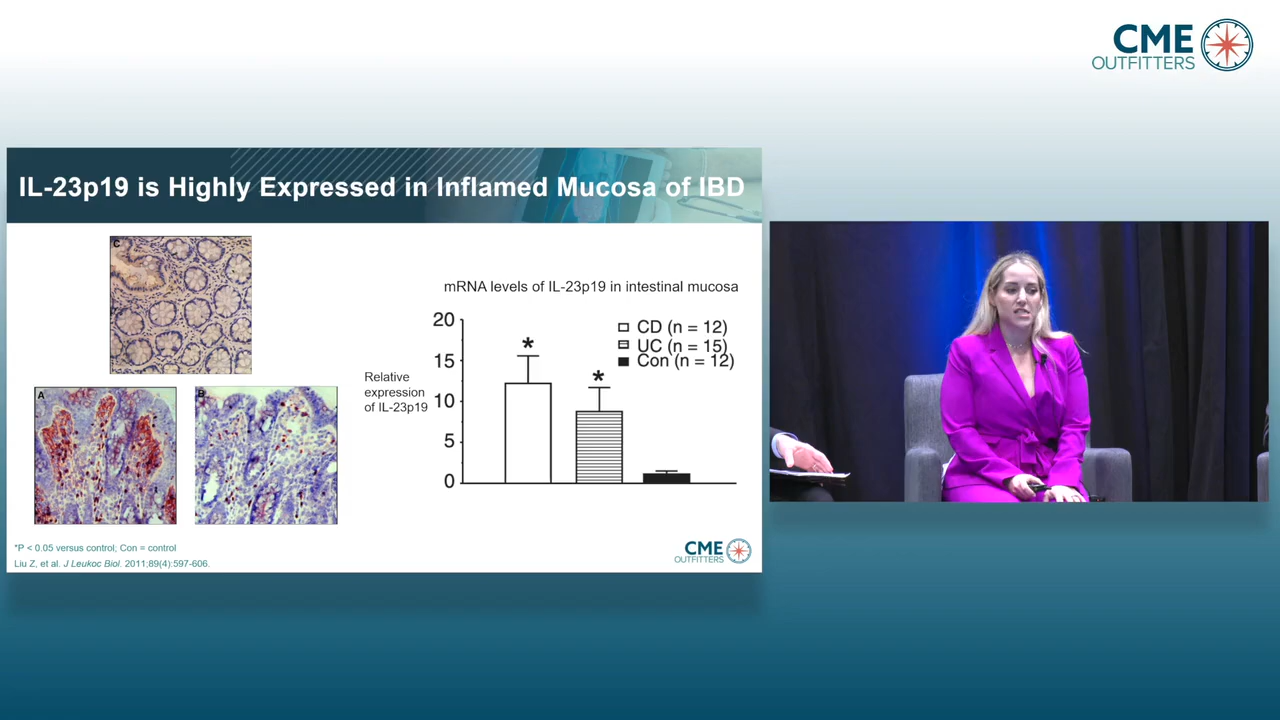 CME
OUTFITTERS
IL-23p19 is Highly Expressed in Inflamed Mucosa of IBD
C
A
B
mRNA levels of IL-23p19 in intestinal mucosa
Relative
expression
of IL-23p19
20
15
10
5
0
*
*
CD (n = 12)
UC (n = 15)
Con (n = 12)
*P < 0.05 versus control; Con = control
Liu Z, et al. J Leukoc Biol. 2011;89(4):597-606.
CME
OUTFITTERS